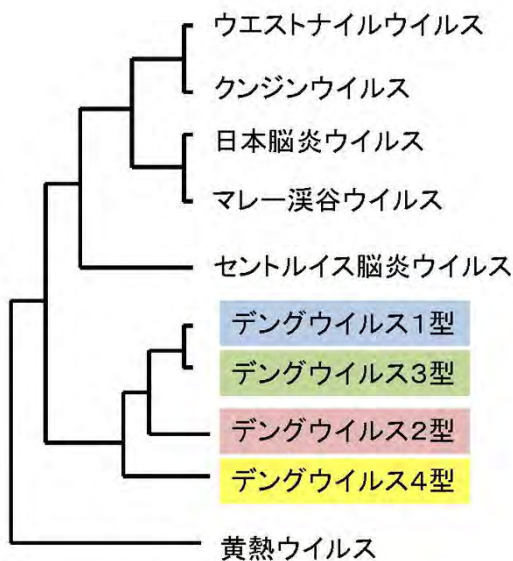 ウエストナイルウイルス
クンジンウイルス
日本脳炎ウイルス
マレー渓谷ウイルス
セントルイス脳炎ウイルス
デングウイルス1型
デングウイルス3型
デングウイルス2型
デングウイルス4型
黄熱ウイルス